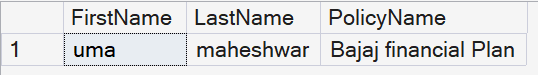 FirstName LastName PolicyName
1 uma maheshwar Bajaj financial Plan